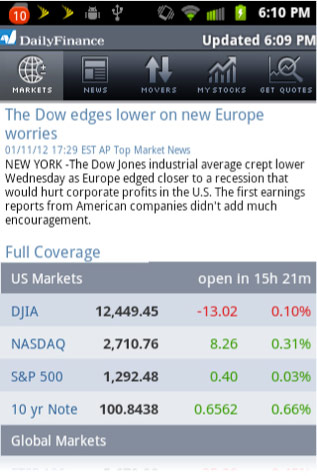 10 6:10 PM
DailyFinance Updated 6:09 PM
MARKETS NEWS MOVERS MY STOCKS GET QUOTES
The Dow edges lower on new Europe
worries
01/11/12 17:29 EST AP Top Market News
NEW YORK -The Dow Jones industrial average crept lower
Wednesday as Europe edged closer to a recession that
would hurt corporate profits in the U.S. The first earnings
reports from American companies didn't add much
encouragement.
Full Coverage
US Markets open in 15h 21m
DJIA 12,449.45 -13.02 0.10%
NASDAQ 2,710.76 8.26 0.31%
S&P 500 1,292.48 0.40 0.03%
10 yr Note 100.8438 0.6562 0.66%
Global Markets